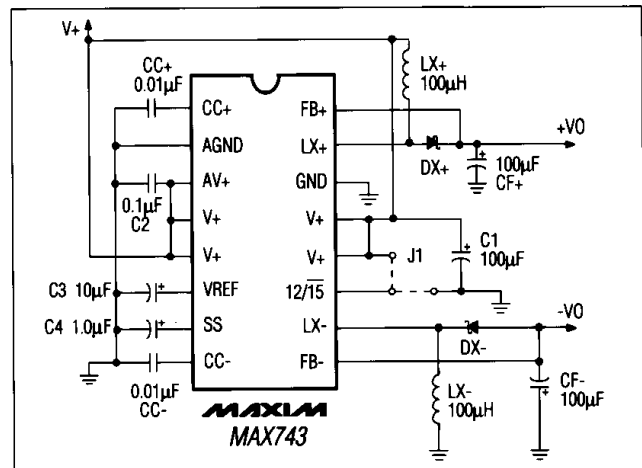 V+
CC+
0.01µF
LX+
100µH
CC+
FB+
AGND
LX+
+VO
DX+
100µF
CF+
AV+
GND
0.1µF
C2
V+
V+
V+
V+
J1
C1
100µF
C3 10µF
VREF
12/1̅5̅
C4 1.0µF
SS
LX-
-VO
DX-
CC-
FB-
0.01µF
CC-
LX-
100µH
CF-
100µF
MAXIM
MAX743